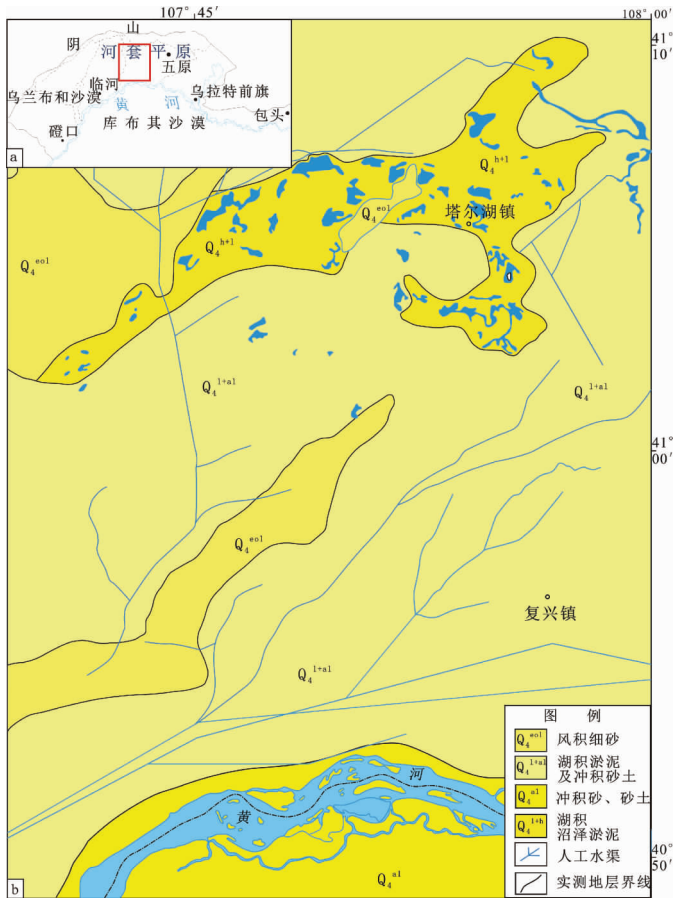 107°45′
108°00′
41°
10′
山
阴
河套平原
五原
临河
乌兰布和沙漠
黄河
乌拉特前旗
包头
磴口
库布其沙漠
a
Q₄ʰ⁺ˡ
Q₄ᵉᵒˡ
塔尔湖镇
Q₄ʰ⁺ˡ
Q₄ᵉᵒˡ
Q₄ˡ⁺ᵃˡ
Q₄ˡ⁺ᵃˡ
41°
00′
Q₄ᵉᵒˡ
复兴镇
Q₄ˡ⁺ᵃˡ
图例
Q₄ᵉᵒˡ 风积细砂
Q₄ˡ⁺ᵃˡ 湖积淤泥
及冲积砂土
Q₄ᵃˡ 冲积砂、砂土
Q₄ˡ⁺ʰ 湖积
沼泽淤泥
人工水渠
实测地层界线
黄河
40°
50′
Q₄ᵃˡ
b